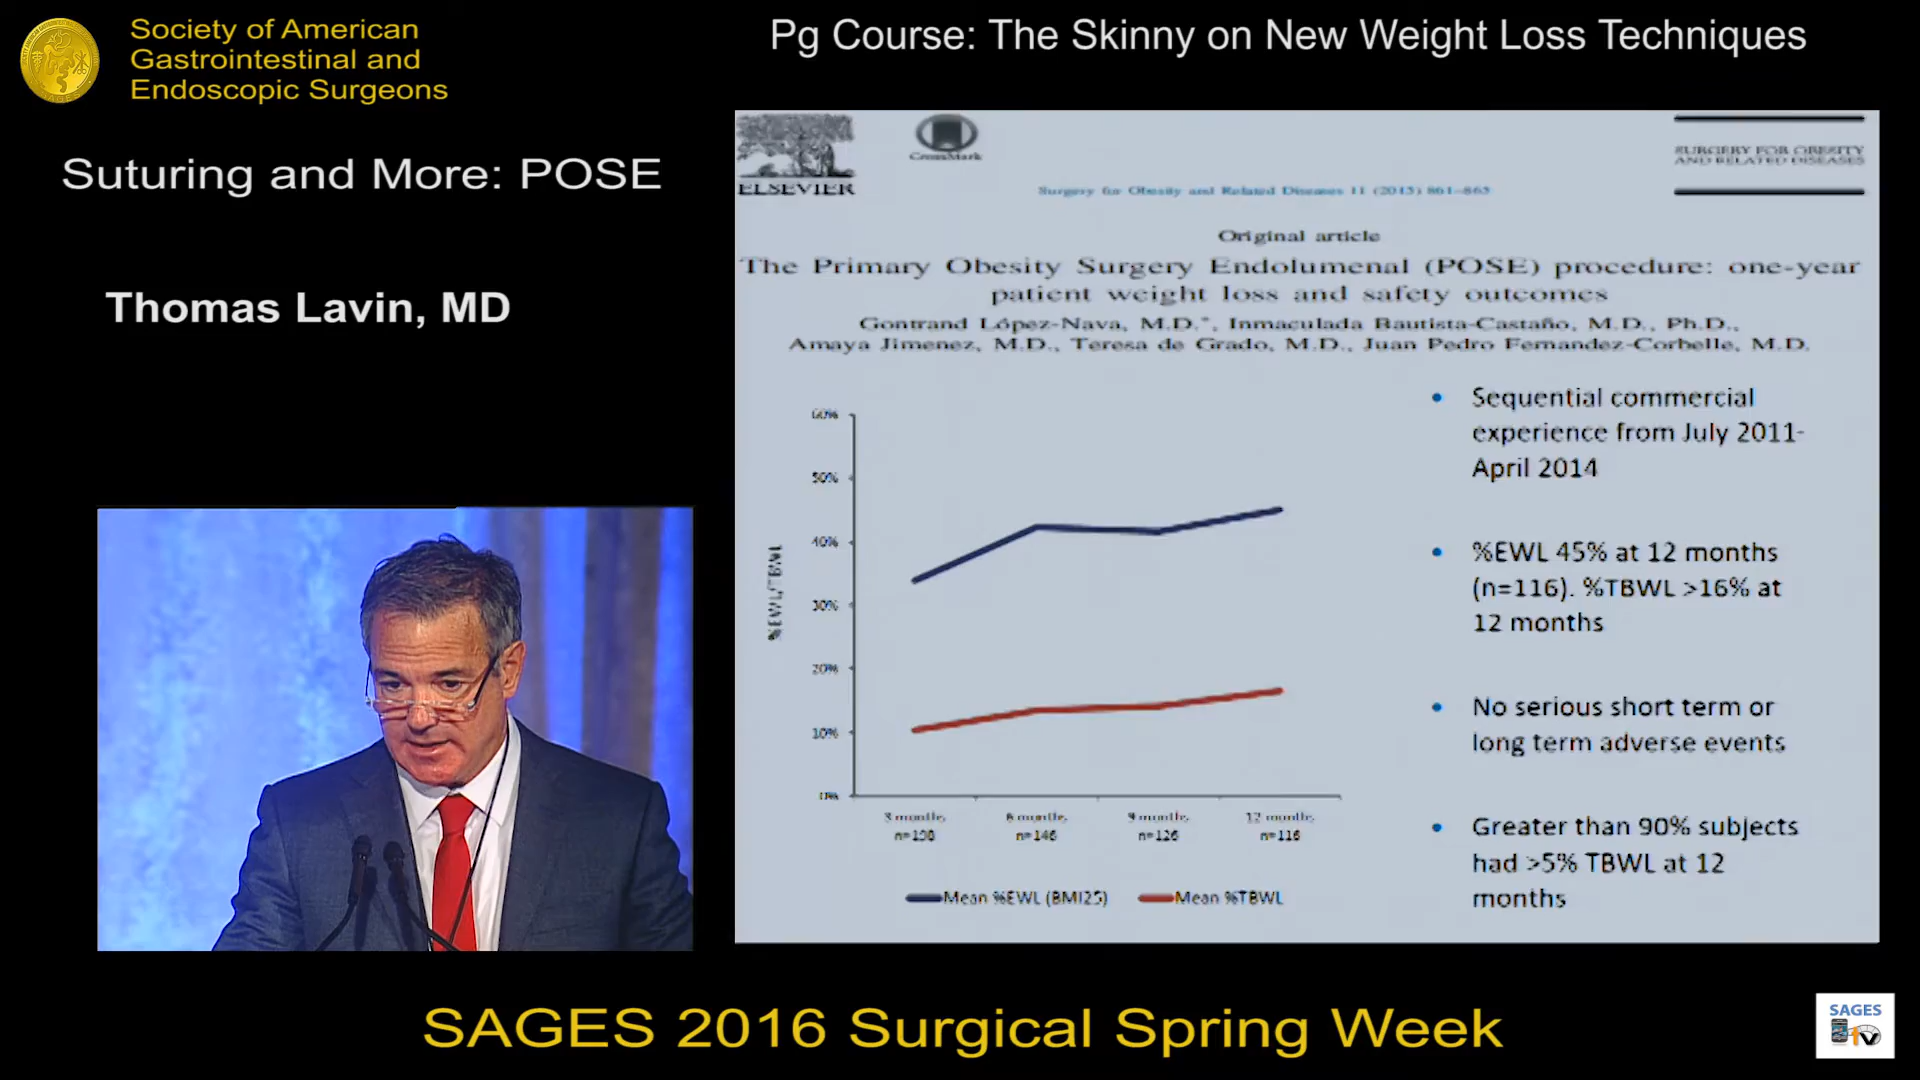 Society of American
Gastrointestinal and
Endoscopic Surgeons
Pg Course: The Skinny on New Weight Loss Techniques
Suturing and More: POSE
Thomas Lavin, MD
ELSEVIER
CrossMark
SURGERY FOR OBESITY
AND RELATED DISEASES
Surgery for Obesity and Related Diseases 11 (2015) 861–865
Original article
The Primary Obesity Surgery Endolumenal (POSE) procedure: one-year
patient weight loss and safety outcomes
Gontrand López-Nava, M.D.*, Inmaculada Bautista-Castaño, M.D., Ph.D.,
Amaya Jimenez, M.D., Teresa de Grado, M.D., Juan Pedro Fernandez-Corbelle, M.D.
%EWL/TBWL
60%
50%
40%
30%
20%
10%
0%
3 months 6 months 9 months 12 months
n=146 n=126 n=116
Mean %EWL (BMI25) Mean %TBWL
• Sequential commercial
experience from July 2011-
April 2014
• %EWL 45% at 12 months
(n=116). %TBWL >16% at
12 months
• No serious short term or
long term adverse events
• Greater than 90% subjects
had >5% TBWL at 12
months
SAGES 2016 Surgical Spring Week
SAGES
TV